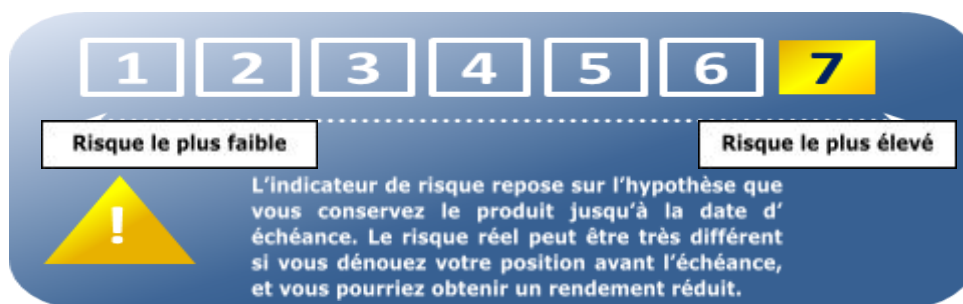 1 2 3 4 5 6 7
Risque le plus faible
Risque le plus élevé
!
L’indicateur de risque repose sur l’hypothèse que
vous conservez le produit jusqu’à la date d’
échéance. Le risque réel peut être très différent
si vous dénouez votre position avant l’échéance,
et vous pourriez obtenir un rendement réduit.